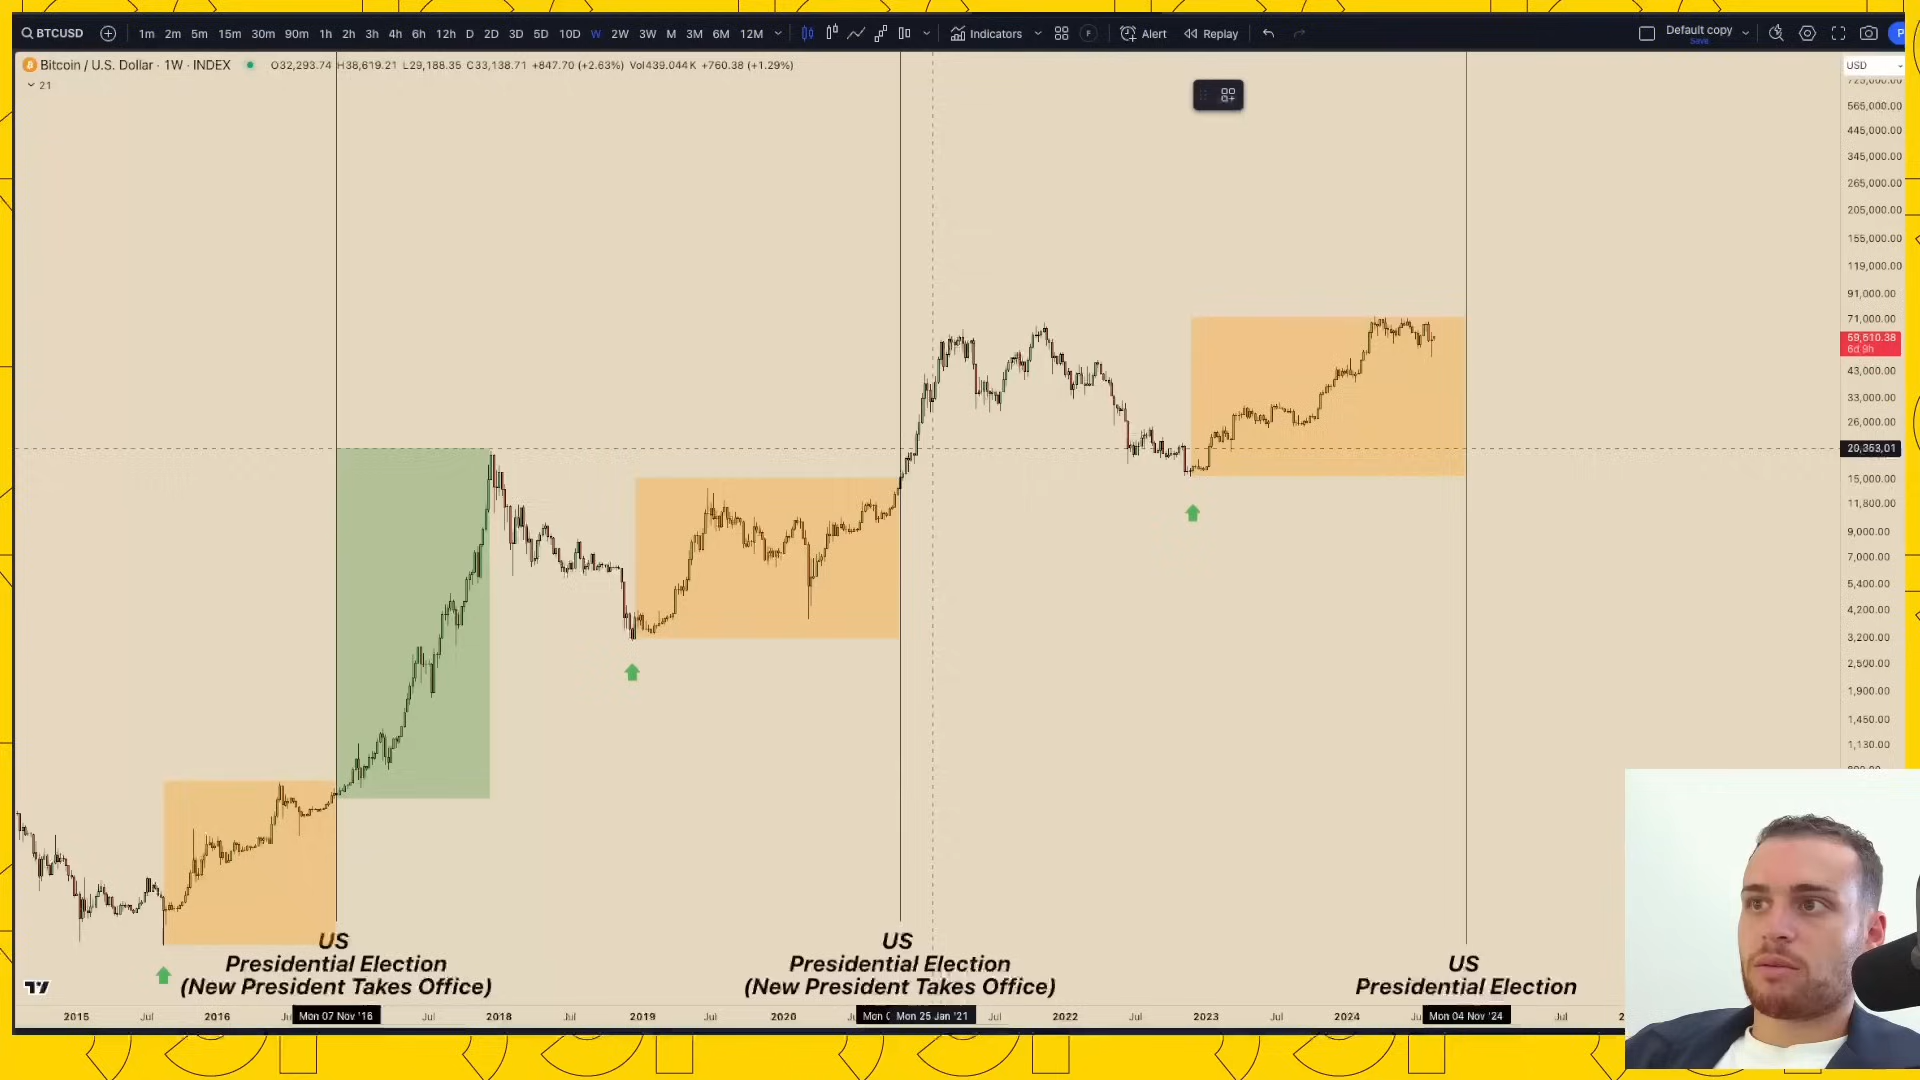 BTCUSD
1m 2m 5m 15m 30m 90m 1h 2h 3h 4h 6h 12h D 2D 3D 5D 10D W 2W 3W M 3M 6M 12M
Indicators
F
Alert
Replay
Default copy
Save
Bitcoin / U.S. Dollar · 1W · INDEX
O32,293.74 H38,619.21 L29,188.35 C33,138.71 +847.70 (+2.63%) Vol439.044K +760.38 (+1.29%)
21
USD
725,000.00
565,000.00
445,000.00
345,000.00
265,000.00
205,000.00
155,000.00
119,000.00
91,000.00
71,000.00
59,510.38
6d 9h
43,000.00
33,000.00
26,000.00
20,353.01
15,000.00
11,800.00
9,000.00
7,000.00
5,400.00
4,200.00
3,200.00
2,500.00
1,900.00
1,450.00
1,130.00
US
Presidential Election
(New President Takes Office)
US
Presidential Election
(New President Takes Office)
US
Presidential Election
2015 Jul 2016 Mon 07 Nov '16 Jul 2018 Jul 2019 Jul 2020 Mon 25 Jan '21 Jul 2022 Jul 2023 Jul 2024 Mon 04 Nov '24 Jul